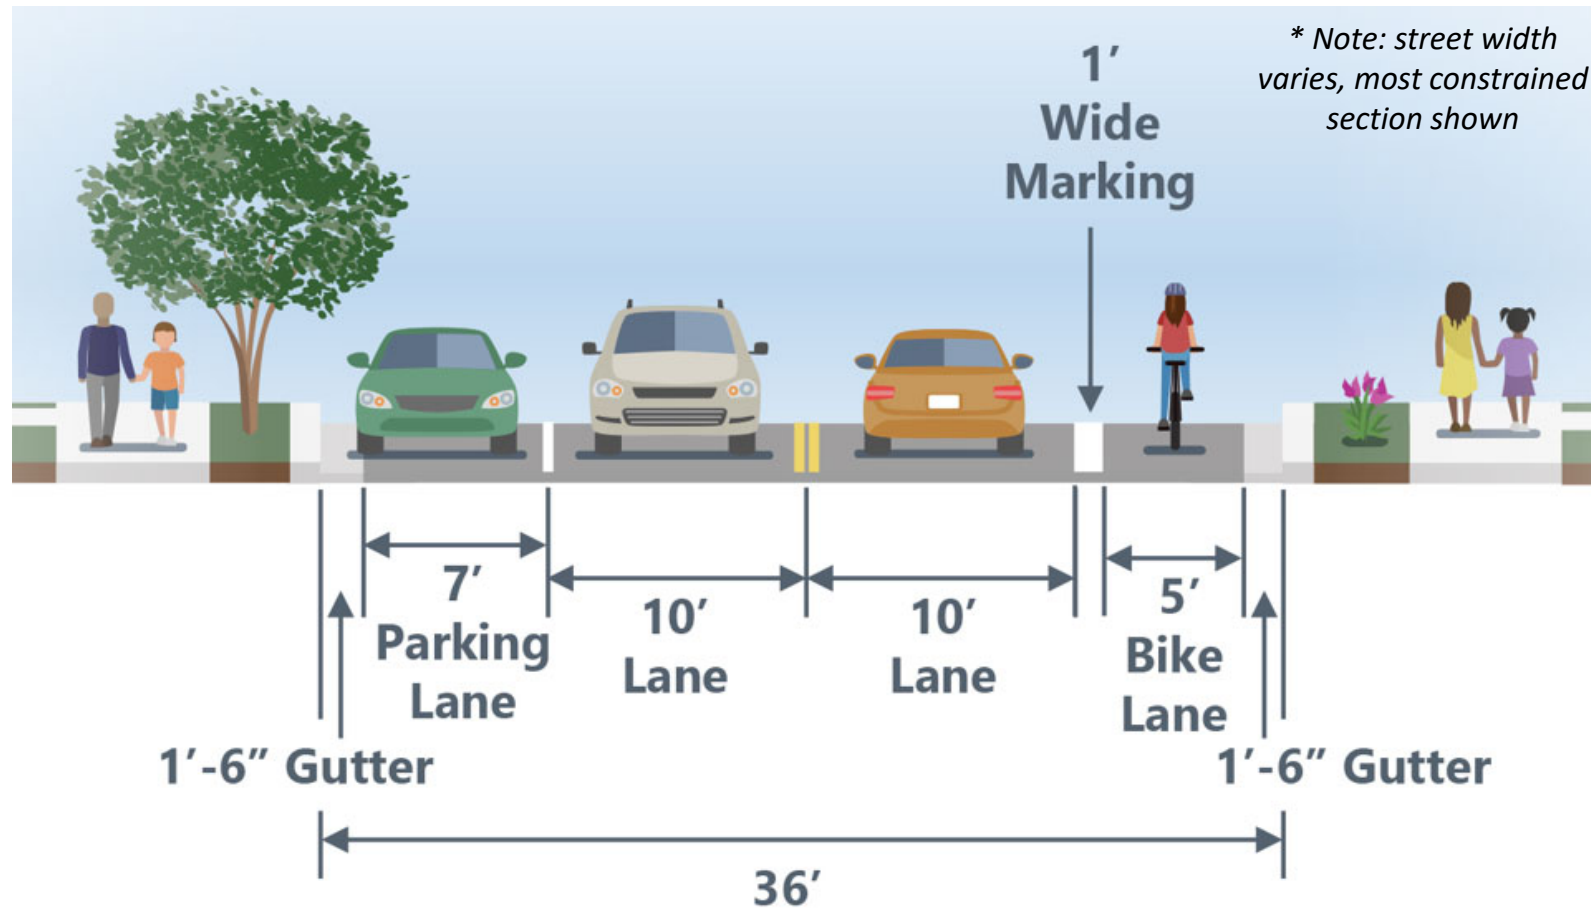 * Note: street width
varies, most constrained
section shown
1’
Wide
Marking
7’
Parking
Lane
10’
Lane
10’
Lane
5’
Bike
Lane
1’-6” Gutter
1’-6” Gutter
36’